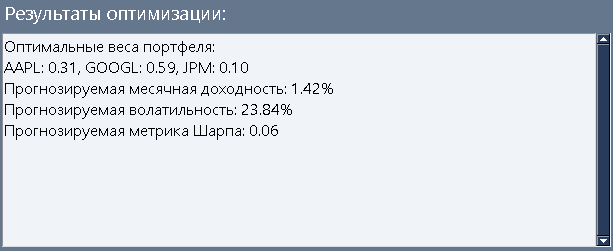 Результаты оптимизации:
Оптимальные веса портфеля:
AAPL: 0.31, GOOGL: 0.59, JPM: 0.10
Прогнозируемая месячная доходность: 1.42%
Прогнозируемая волатильность: 23.84%
Прогнозируемая метрика Шарпа: 0.06